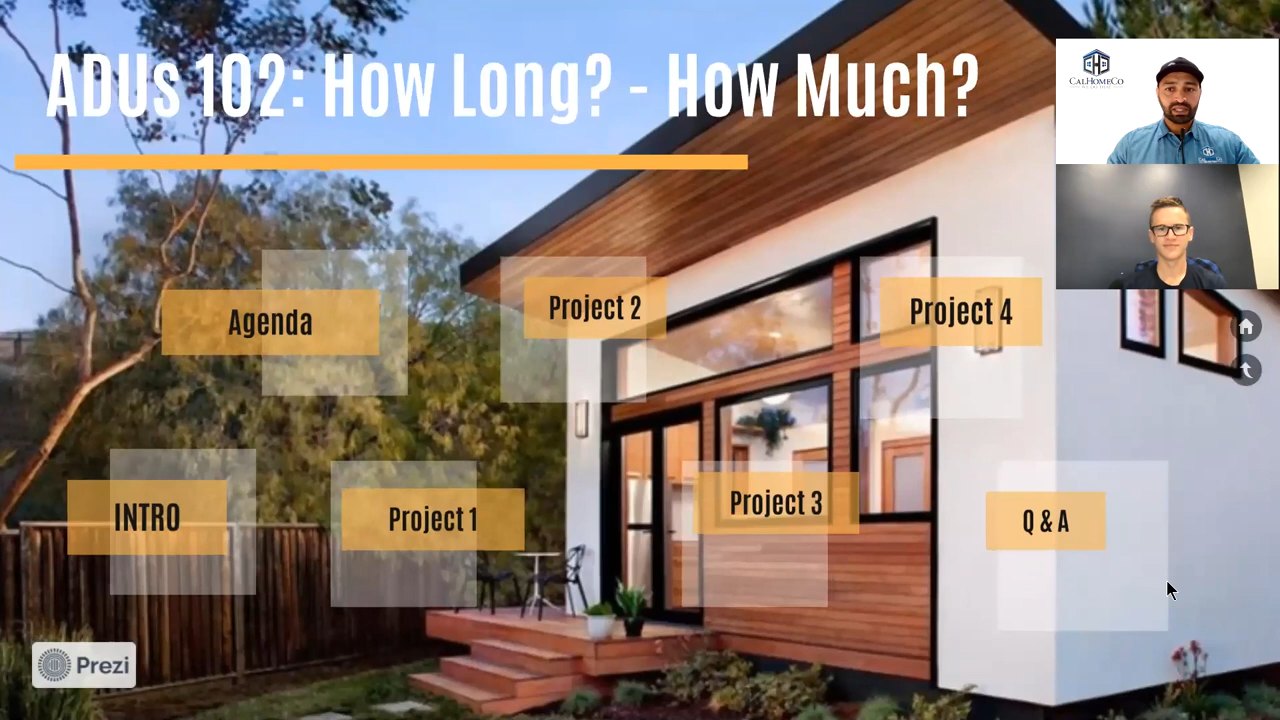 ADUs 102: How Long? - How Much?
CALHOMECO
Agenda
Project 2
Project 4
INTRO
Project 1
Project 3
Q & A
Prezi